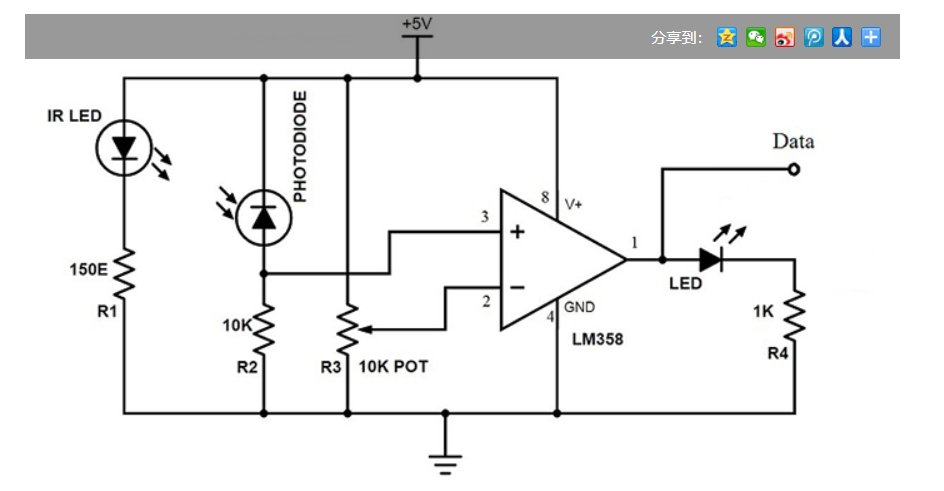 +5V
分享到:
IR LED
PHOTODIODE
Data
8
V+
3
+
1
150E
R1
2
−
LED
GND
4
10K
R2
R3
10K POT
LM358
1K
R4